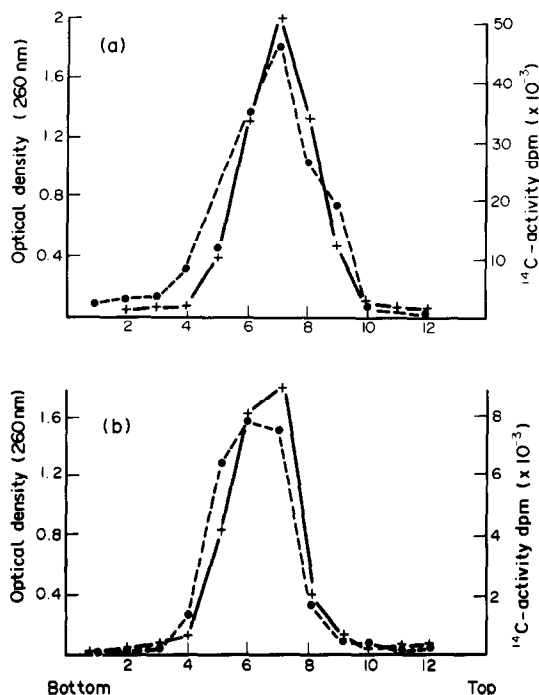 (a)
Optical density (260 nm)
2
1.6
1.2
0.8
0.4
50
40
30
20
10
¹⁴C-activity dpm (x 10⁻³)
2 4 6 8 10 12
(b)
Optical density (260nm)
1.6
1.2
0.8
0.4
8
6
4
2
¹⁴C-activity dpm (x 10⁻³)
2 4 6 8 10 12
Bottom Top